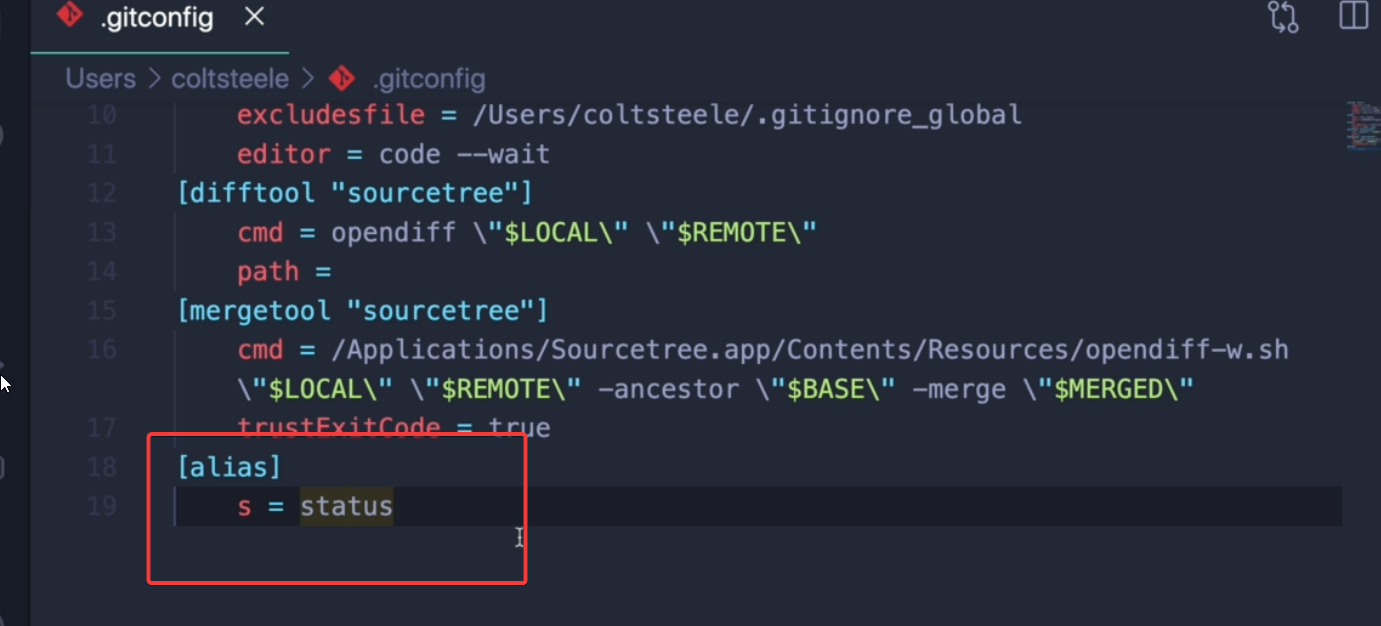 .gitconfig
Users > coltsteele > .gitconfig
10 excludesfile = /Users/coltsteele/.gitignore_global
11 editor = code --wait
12 [difftool "sourcetree"]
13 cmd = opendiff \"$LOCAL\" \"$REMOTE\"
14 path =
15 [mergetool "sourcetree"]
16 cmd = /Applications/Sourcetree.app/Contents/Resources/opendiff-w.sh
\"$LOCAL\" \"$REMOTE\" -ancestor \"$BASE\" -merge \"$MERGED\"
17 trustExitCode = true
18 [alias]
19 s = status